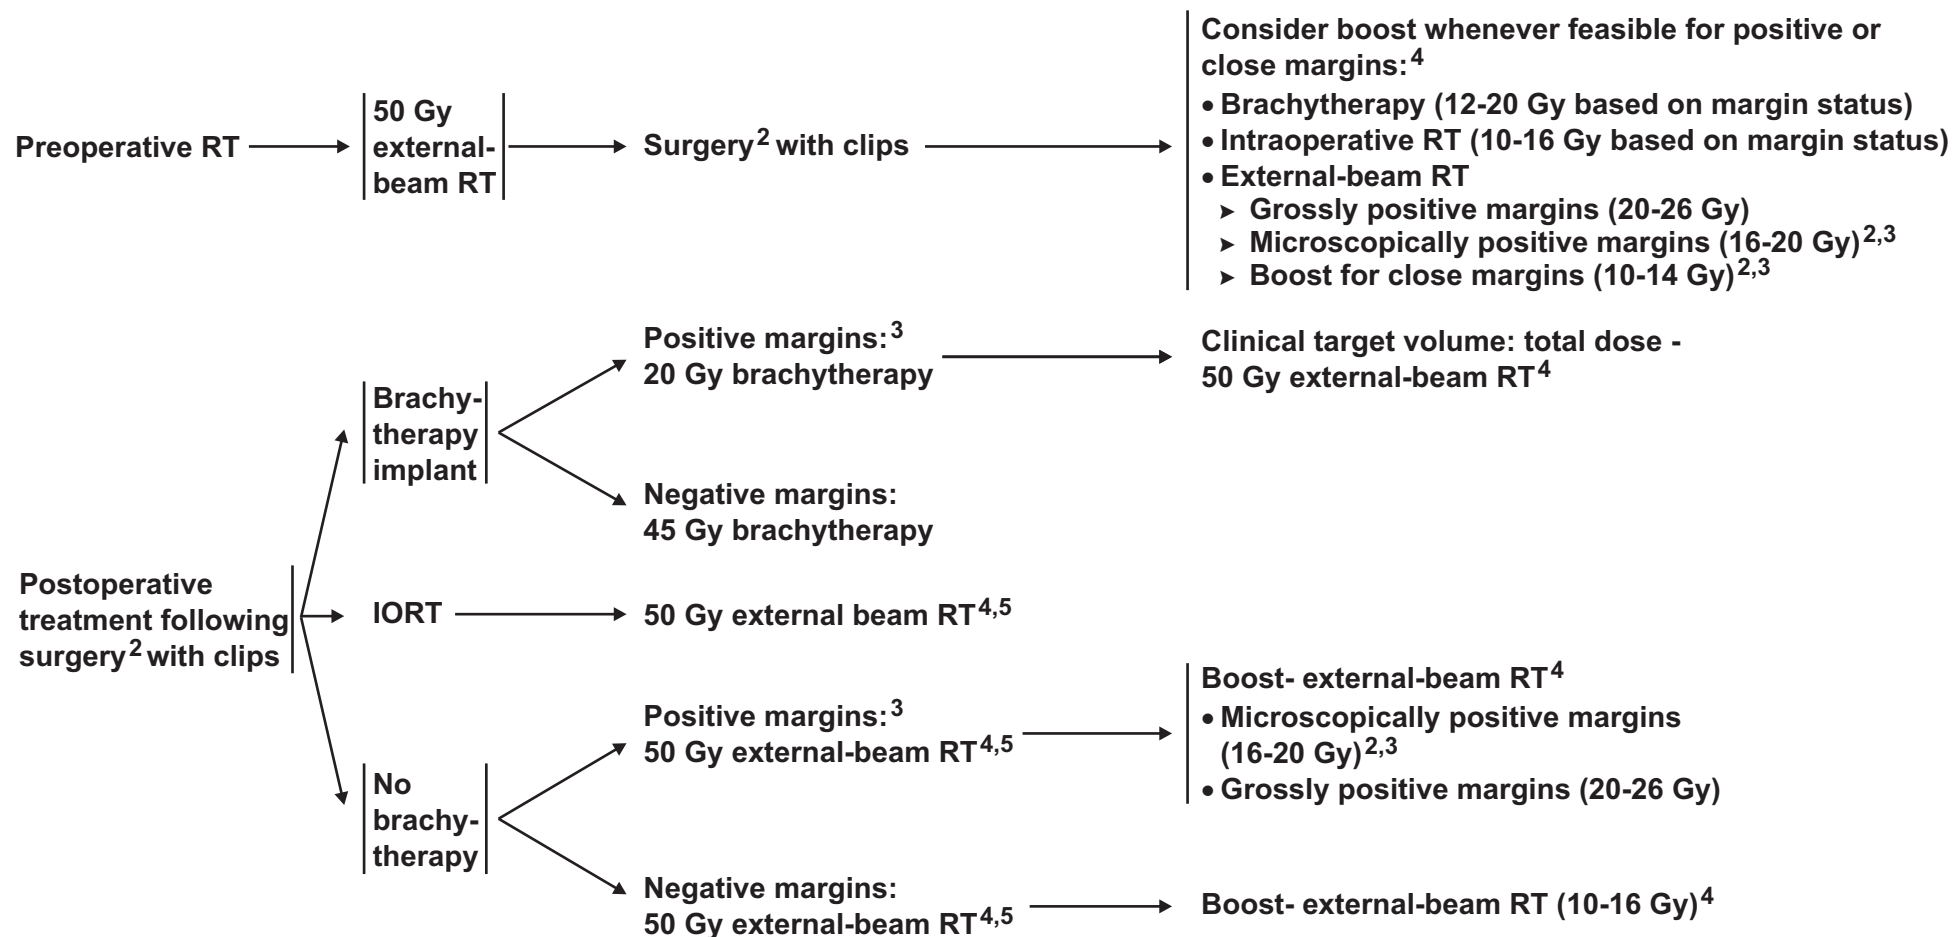 Preoperative RT
50 Gy
external-
beam RT
Surgery2 with clips
Consider boost whenever feasible for positive or
close margins:4
• Brachytherapy (12-20 Gy based on margin status)
• Intraoperative RT (10-16 Gy based on margin status)
• External-beam RT
➤ Grossly positive margins (20-26 Gy)
➤ Microscopically positive margins (16-20 Gy)2,3
➤ Boost for close margins (10-14 Gy)2,3
Postoperative
treatment following
surgery2 with clips
Brachy-
therapy
implant
Positive margins:3
20 Gy brachytherapy
Clinical target volume: total dose -
50 Gy external-beam RT4
Negative margins:
45 Gy brachytherapy
IORT
50 Gy external beam RT4,5
No
brachy-
therapy
Positive margins:3
50 Gy external-beam RT4,5
Boost- external-beam RT4
• Microscopically positive margins
(16-20 Gy)2,3
• Grossly positive margins (20-26 Gy)
Negative margins:
50 Gy external-beam RT4,5
Boost- external-beam RT (10-16 Gy)4